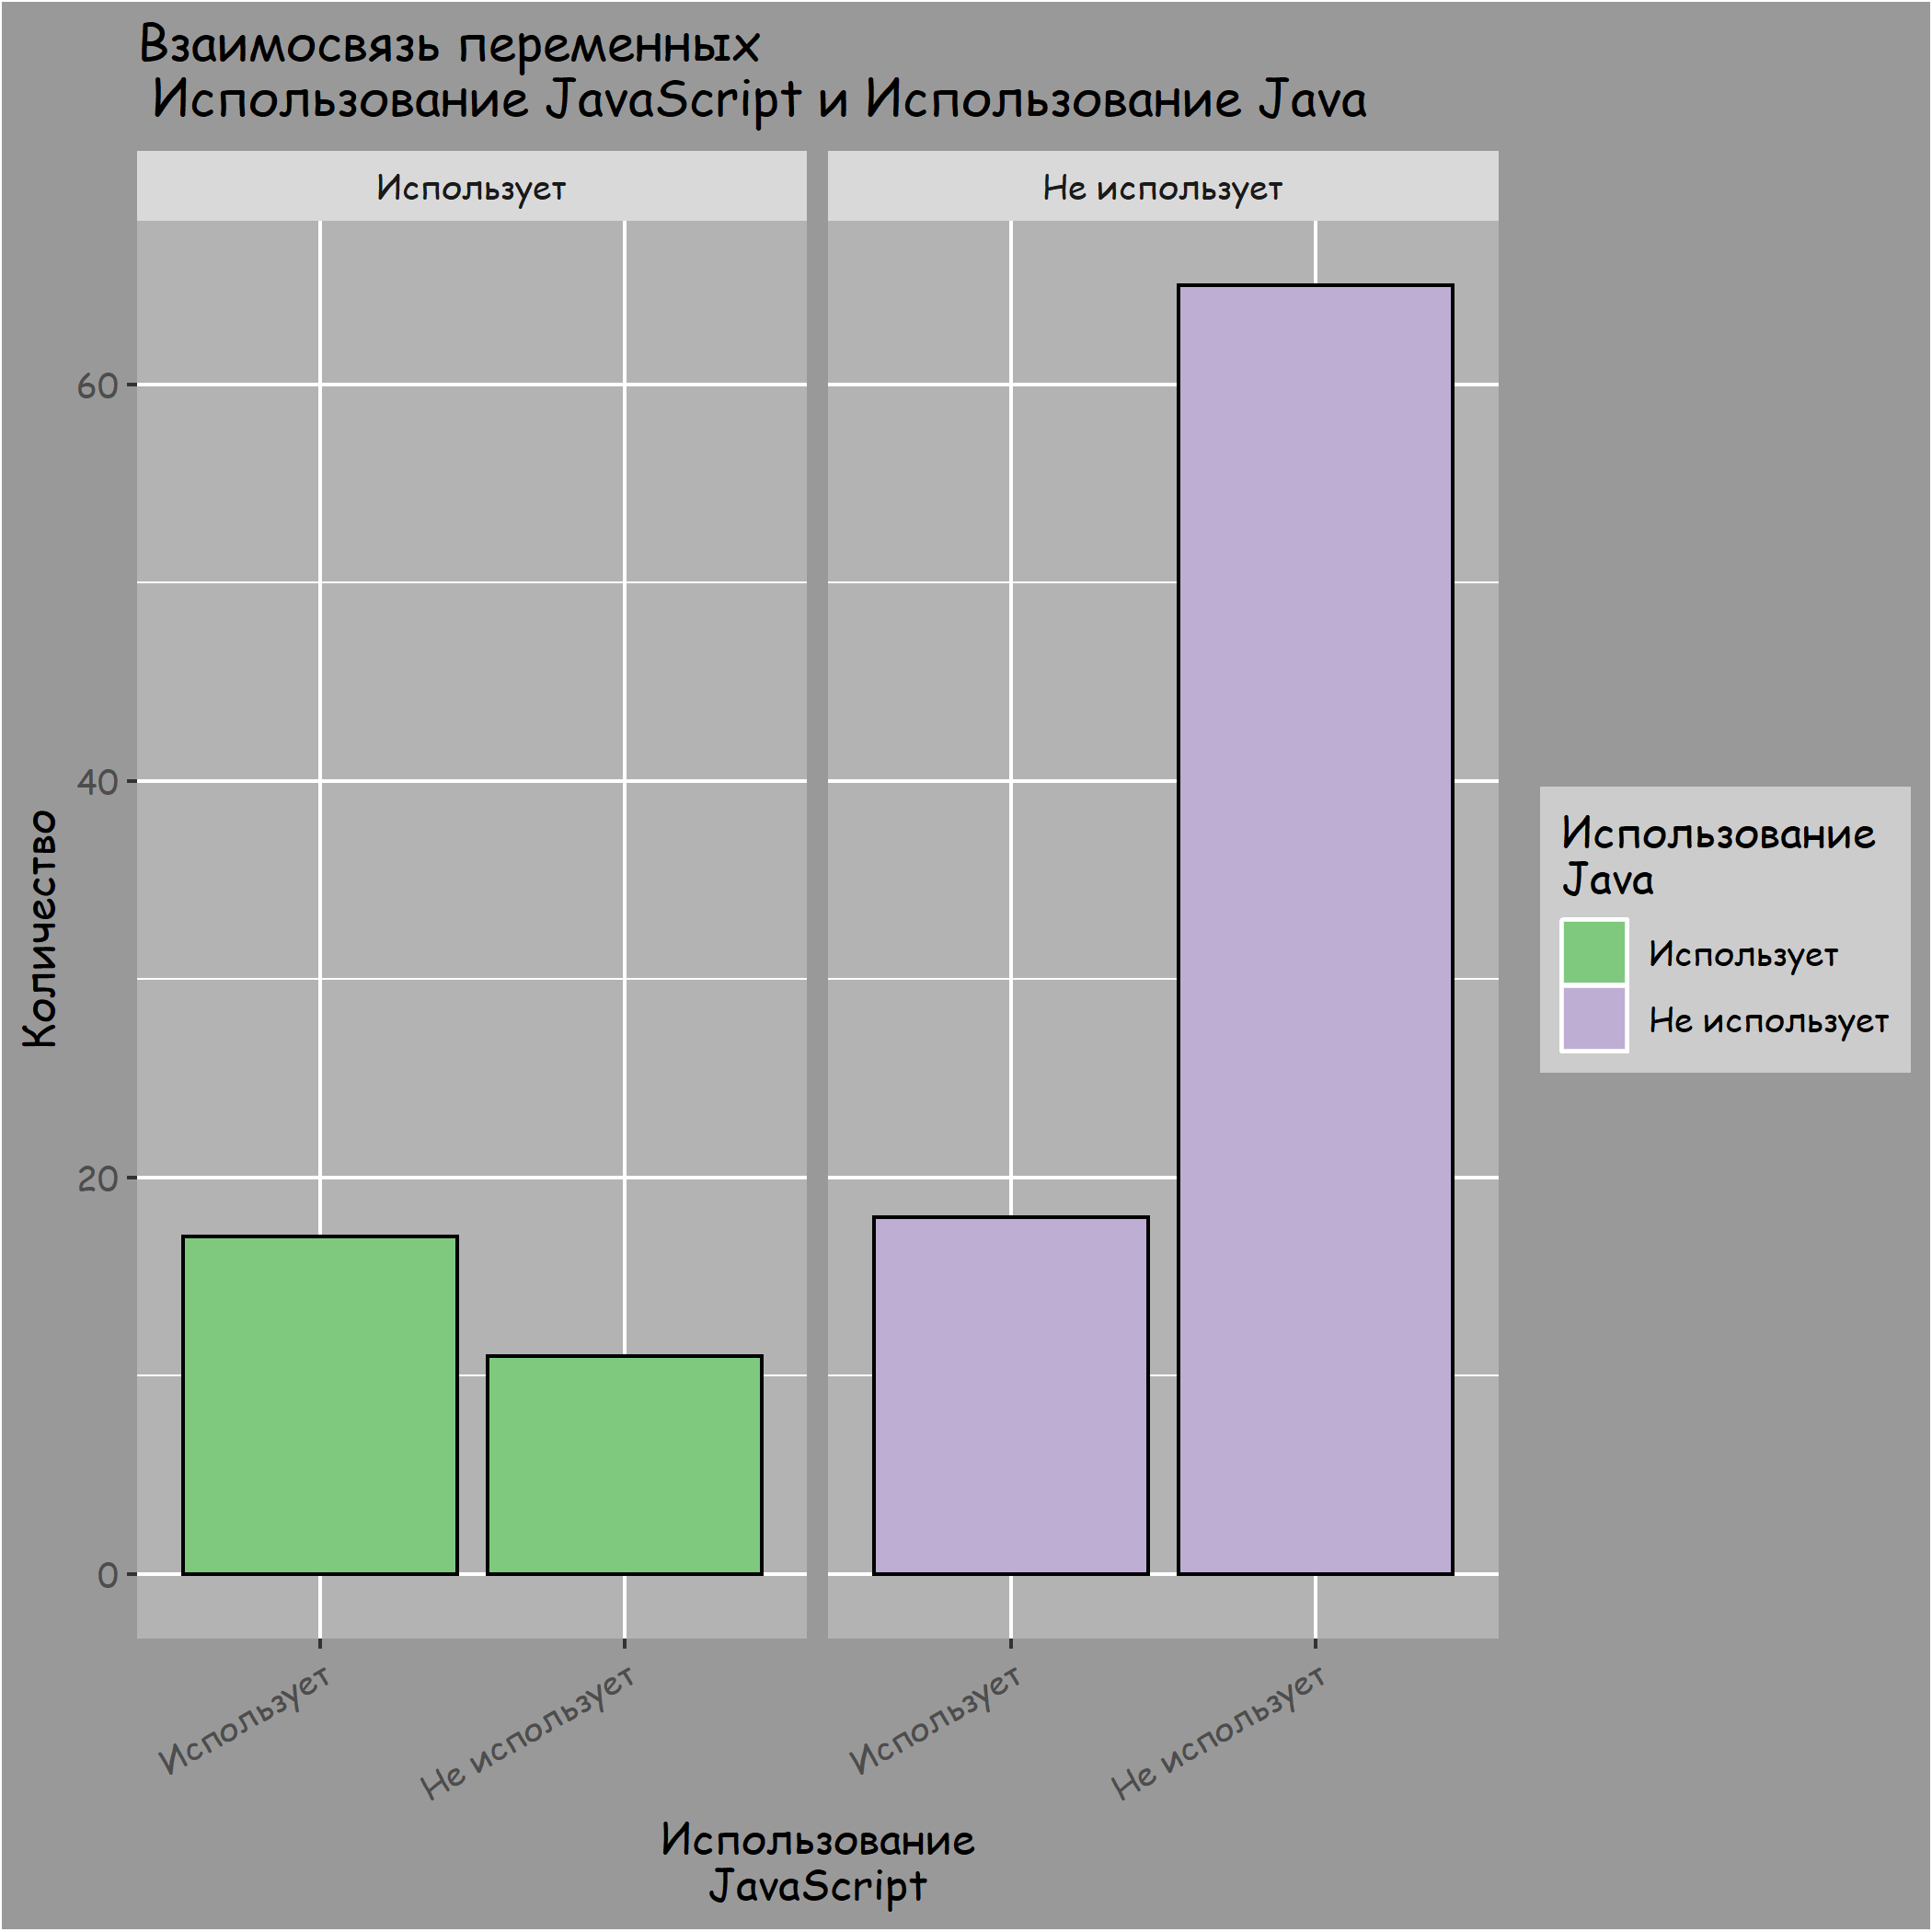 Взаимосвязь переменных
Использование JavaScript и Использование Java
Использует
Не использует
60
40
20
0
Количество
Использует
Не использует
Использует
Не использует
Использование
JavaScript
Использование
Java
Использует
Не использует